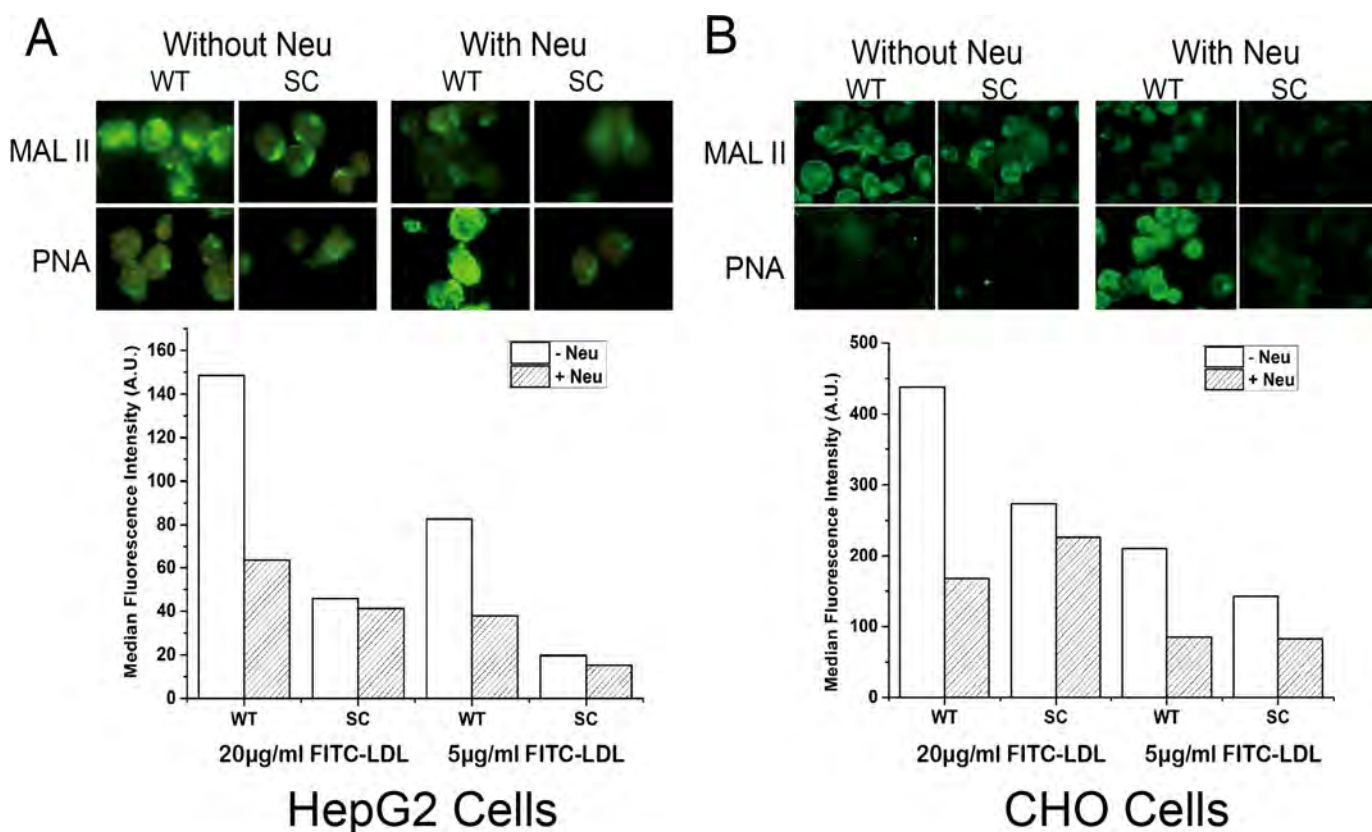 A
Without Neu
With Neu
WT
SC
WT
SC
MAL II
PNA
Median Fluorescence Intensity (A.U.)
160
140
120
100
80
60
40
20
0
- Neu
+ Neu
WT
SC
WT
SC
20µg/ml FITC-LDL
5µg/ml FITC-LDL
HepG2 Cells
B
Without Neu
With Neu
WT
SC
WT
SC
MAL II
PNA
Median Fluorescence Intensity (A.U.)
500
400
300
200
100
0
- Neu
+ Neu
WT
SC
WT
SC
20µg/ml FITC-LDL
5µg/ml FITC-LDL
CHO Cells